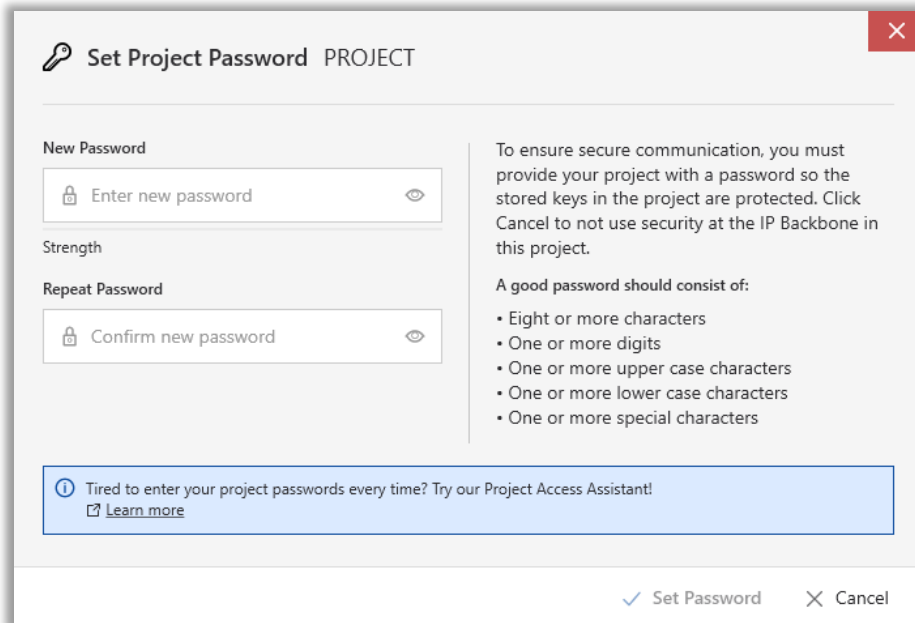 Set Project Password PROJECT
New Password
Enter new password
Strength
Repeat Password
Confirm new password
To ensure secure communication, you must
provide your project with a password so the
stored keys in the project are protected. Click
Cancel to not use security at the IP Backbone in
this project.
A good password should consist of:
• Eight or more characters
• One or more digits
• One or more upper case characters
• One or more lower case characters
• One or more special characters
Tired to enter your project passwords every time? Try our Project Access Assistant!
Learn more
Set Password Cancel